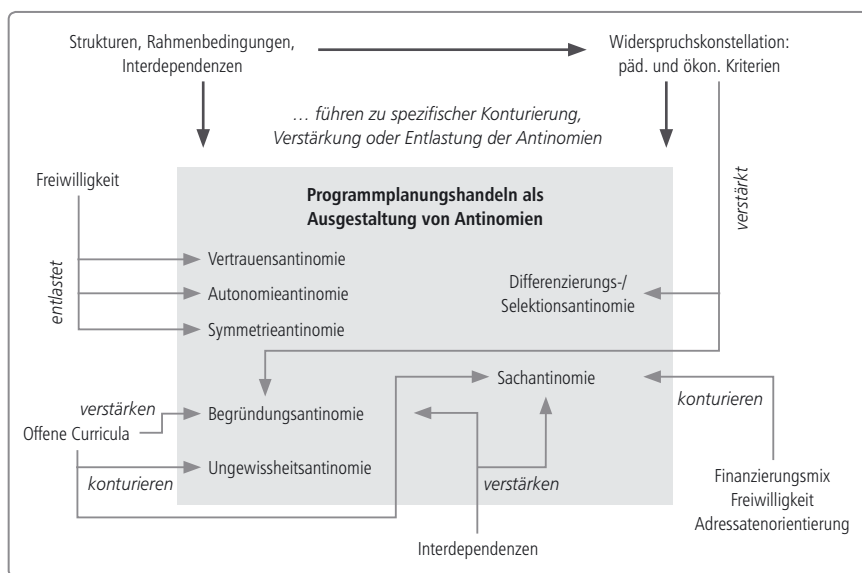 Strukturen, Rahmenbedingungen,
Interdependenzen
Widerspruchskonstellation:
päd. und ökon. Kriterien
… führen zu spezifischer Konturierung,
Verstärkung oder Entlastung der Antinomien
Freiwilligkeit
entlastet
verstärkt
Programmplanungshandeln als
Ausgestaltung von Antinomien
Vertrauensantinomie
Autonomieantinomie
Symmetrieantinomie
Differenzierungs-/
Selektionsantinomie
Sachantinomie
verstärken
Begründungsantinomie
konturieren
Offene Curricula
Ungewissheitsantinomie
konturieren
verstärken
Finanzierungsmix
Freiwilligkeit
Adressatenorientierung
Interdependenzen